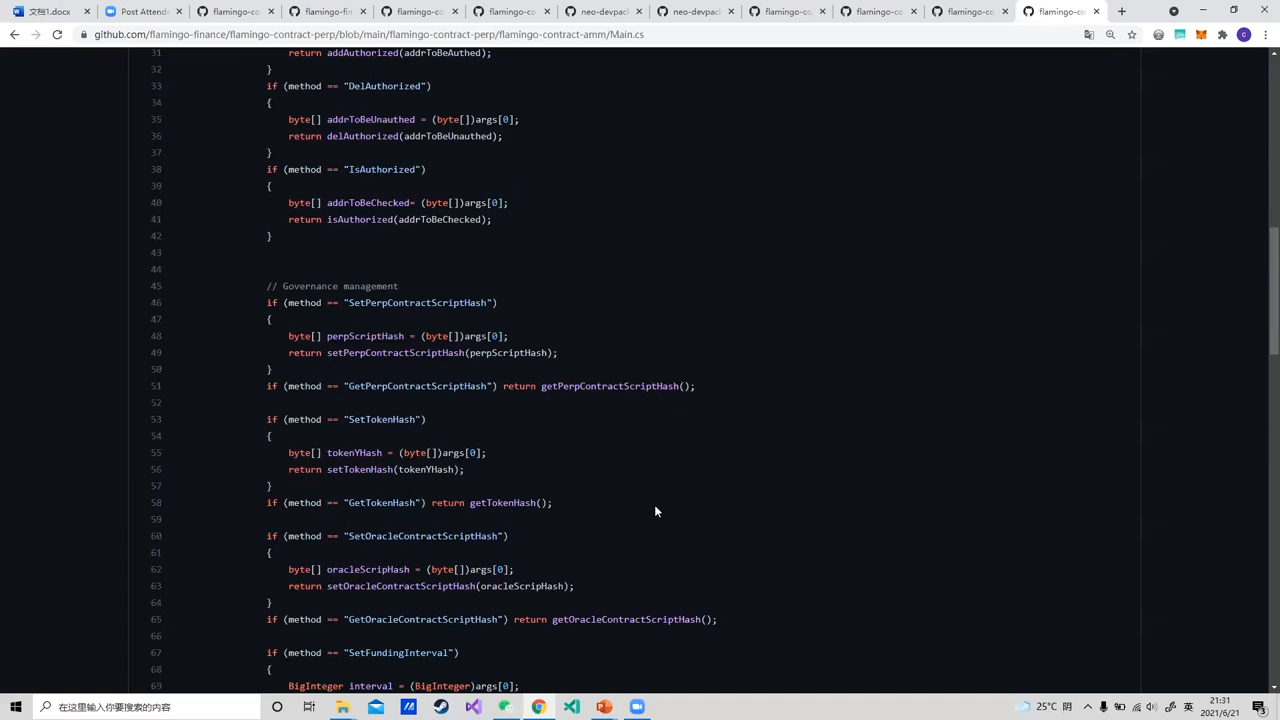 文档1.docx
Post Attende
flamingo-co
flamingo-fin
flamingo-co
flamingo-co
neo-devpack
neo-devpack
flamingo-co
flamingo-co
flamingo-co
flamingo-co
github.com/flamingo-finance/flamingo-contract-perp/blob/main/flamingo-contract-amm/Main.cs
31 return addAuthorized(addrToBeAuthed);
32 }
33 if (method == "DelAuthorized")
34 {
35 byte[] addrToBeUnauthed = (byte[])args[0];
36 return delAuthorized(addrToBeUnauthed);
37 }
38 if (method == "IsAuthorized")
39 {
40 byte[] addrToBeChecked= (byte[])args[0];
41 return isAuthorized(addrToBeChecked);
42 }
43
44
45 // Governance management
46 if (method == "SetPerpContractScriptHash")
47 {
48 byte[] perpScriptHash = (byte[])args[0];
49 return setPerpContractScriptHash(perpScriptHash);
50 }
51 if (method == "GetPerpContractScriptHash") return getPerpContractScriptHash();
52
53 if (method == "SetTokenHash")
54 {
55 byte[] tokenYHash = (byte[])args[0];
56 return setTokenHash(tokenYHash);
57 }
58 if (method == "GetTokenHash") return getTokenHash();
59
60 if (method == "SetOracleContractScriptHash")
61 {
62 byte[] oracleScripHash = (byte[])args[0];
63 return setOracleContractScriptHash(oracleScripHash);
64 }
65 if (method == "GetOracleContractScriptHash") return getOracleContractScriptHash();
66
67 if (method == "SetFundingInterval")
68 {
69 BigInteger interval = (BigInteger)args[0];
在这里输入你要搜索的内容
25°C 阴
英
21:31
2021/6/21